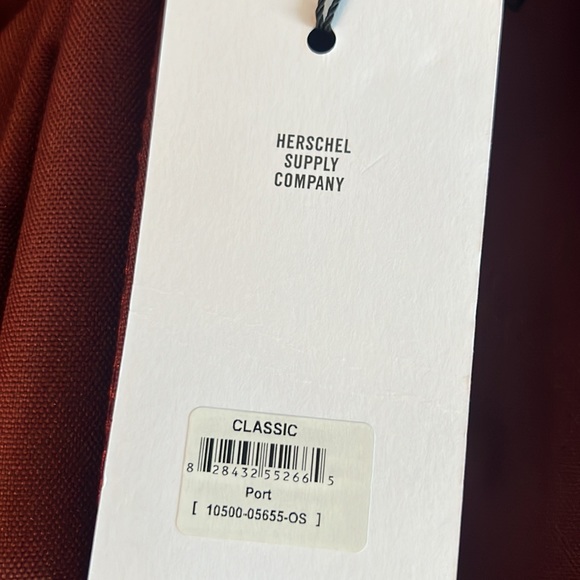 HERSCHEL
SUPPLY
COMPANY
CLASSIC
8 28432 55266 5
Port
[ 10500-05655-OS ]